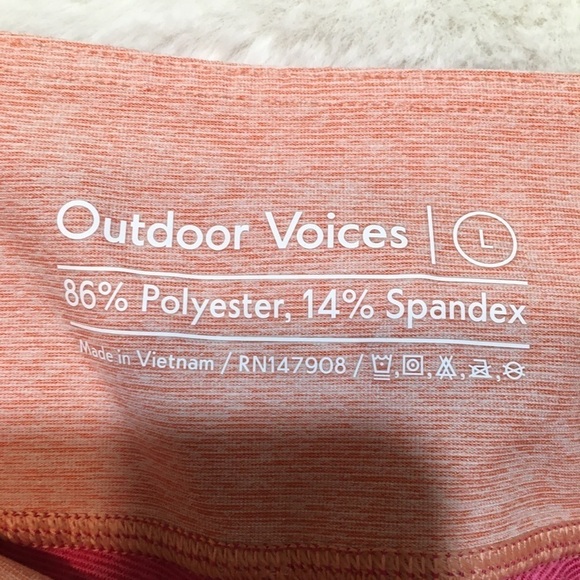 Outdoor Voices | L
86% Polyester, 14% Spandex
Made in Vietnam / RN147908 /